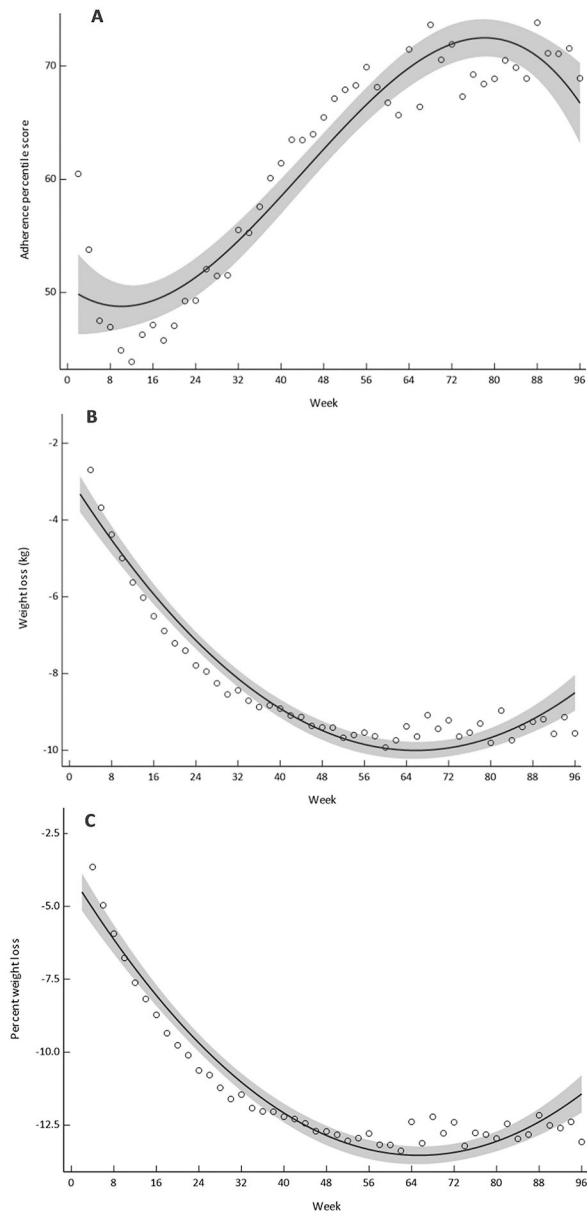 A
Adherence percentile score
70
60
50
0 8 16 24 32 40 48 56 64 72 80 88 96
Week
B
Weight loss (kg)
-2
-4
-6
-8
-10
0 8 16 24 32 40 48 56 64 72 80 88 96
Week
C
Percent weight loss
-2.5
-5.0
-7.5
-10.0
-12.5
0 8 16 24 32 40 48 56 64 72 80 88 96
Week